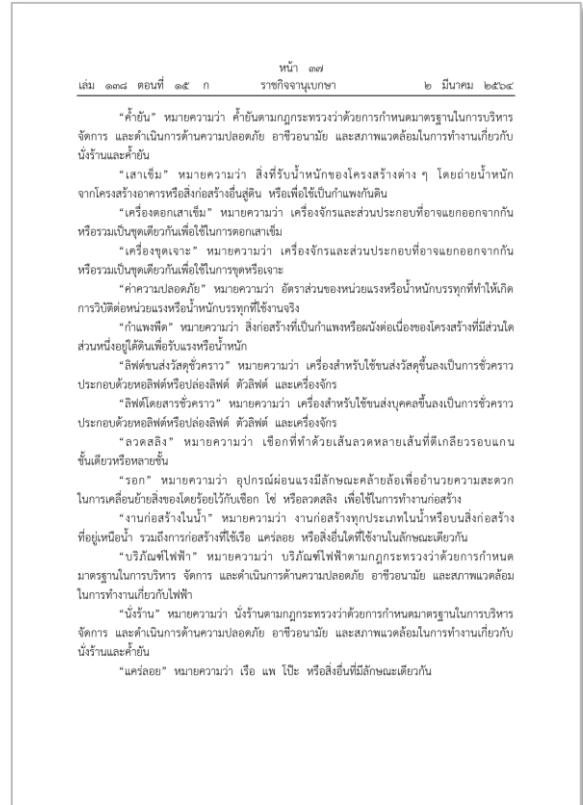 หน้า ๓๗
เล่ม ๑๓๘ ตอนที่ ๑๕ ก ราชกิจจานุเบกษา ๒ มีนาคม ๒๕๖๔
“ค้ำยัน” หมายความว่า ค้ำยันตามกฎกระทรวงว่าด้วยการกำหนดมาตรฐานในการบริหาร
จัดการ และดำเนินการด้านความปลอดภัย อาชีวอนามัย และสภาพแวดล้อมในการทำงานเกี่ยวกับ
นั่งร้านและค้ำยัน
“เสาเข็ม” หมายความว่า สิ่งที่รับน้ำหนักของโครงสร้างต่าง ๆ โดยถ่ายน้ำหนัก
จากโครงสร้างอาคารหรือสิ่งก่อสร้างอื่นสู่ดิน หรือเพื่อใช้เป็นกำแพงกันดิน
“เครื่องตอกเสาเข็ม” หมายความว่า เครื่องจักรและส่วนประกอบที่อาจแยกออกจากกัน
หรือรวมเป็นชุดเดียวกันเพื่อใช้ในการตอกเสาเข็ม
“เครื่องขุดเจาะ” หมายความว่า เครื่องจักรและส่วนประกอบที่อาจแยกออกจากกัน
หรือรวมเป็นชุดเดียวกันเพื่อใช้ในการขุดหรือเจาะ
“ค่าความปลอดภัย” หมายความว่า อัตราส่วนของหน่วยแรงหรือน้ำหนักบรรทุกที่ทำให้เกิด
การวิบัติต่อหน่วยแรงหรือน้ำหนักบรรทุกที่ใช้งานจริง
“กำแพงพืด” หมายความว่า สิ่งก่อสร้างที่เป็นกำแพงหรือผนังต่อเนื่องของโครงสร้างที่มีส่วนใด
ส่วนหนึ่งอยู่ใต้ดินเพื่อรับแรงหรือน้ำหนัก
“ลิฟต์ขนส่งวัสดุชั่วคราว” หมายความว่า เครื่องสำหรับใช้ขนส่งวัสดุขึ้นลงเป็นการชั่วคราว
ประกอบด้วยหอลิฟต์หรือปล่องลิฟต์ ตัวลิฟต์ และเครื่องจักร
“ลิฟต์โดยสารชั่วคราว” หมายความว่า เครื่องสำหรับใช้ขนส่งบุคคลขึ้นลงเป็นการชั่วคราว
ประกอบด้วยหอลิฟต์หรือปล่องลิฟต์ ตัวลิฟต์ และเครื่องจักร
“ลวดสลิง” หมายความว่า เชือกที่ทำด้วยเส้นลวดหลายเส้นที่ตีเกลียวรอบแกน
ชั้นเดียวหรือหลายชั้น
“รอก” หมายความว่า อุปกรณ์ผ่อนแรงมีลักษณะคล้ายล้อเพื่ออำนวยความสะดวก
ในการเคลื่อนย้ายสิ่งของโดยร้อยไว้กับเชือก โซ่ หรือลวดสลิง เพื่อใช้ในการทำงานก่อสร้าง
“งานก่อสร้างในน้ำ” หมายความว่า งานก่อสร้างทุกประเภทในน้ำหรือบนสิ่งก่อสร้าง
ที่อยู่เหนือน้ำ รวมถึงการก่อสร้างที่ใช้เรือ แคร่ลอย หรือสิ่งอื่นใดที่ใช้งานในลักษณะเดียวกัน
“บริภัณฑ์ไฟฟ้า” หมายความว่า บริภัณฑ์ไฟฟ้าตามกฎกระทรวงว่าด้วยการกำหนด
มาตรฐานในการบริหาร จัดการ และดำเนินการด้านความปลอดภัย อาชีวอนามัย และสภาพแวดล้อม
ในการทำงานเกี่ยวกับไฟฟ้า
“นั่งร้าน” หมายความว่า นั่งร้านตามกฎกระทรวงว่าด้วยการกำหนดมาตรฐานในการบริหาร
จัดการ และดำเนินการด้านความปลอดภัย อาชีวอนามัย และสภาพแวดล้อมในการทำงานเกี่ยวกับ
นั่งร้านและค้ำยัน
“แคร่ลอย” หมายความว่า เรือ แพ โป๊ะ หรือสิ่งอื่นที่มีลักษณะเดียวกัน